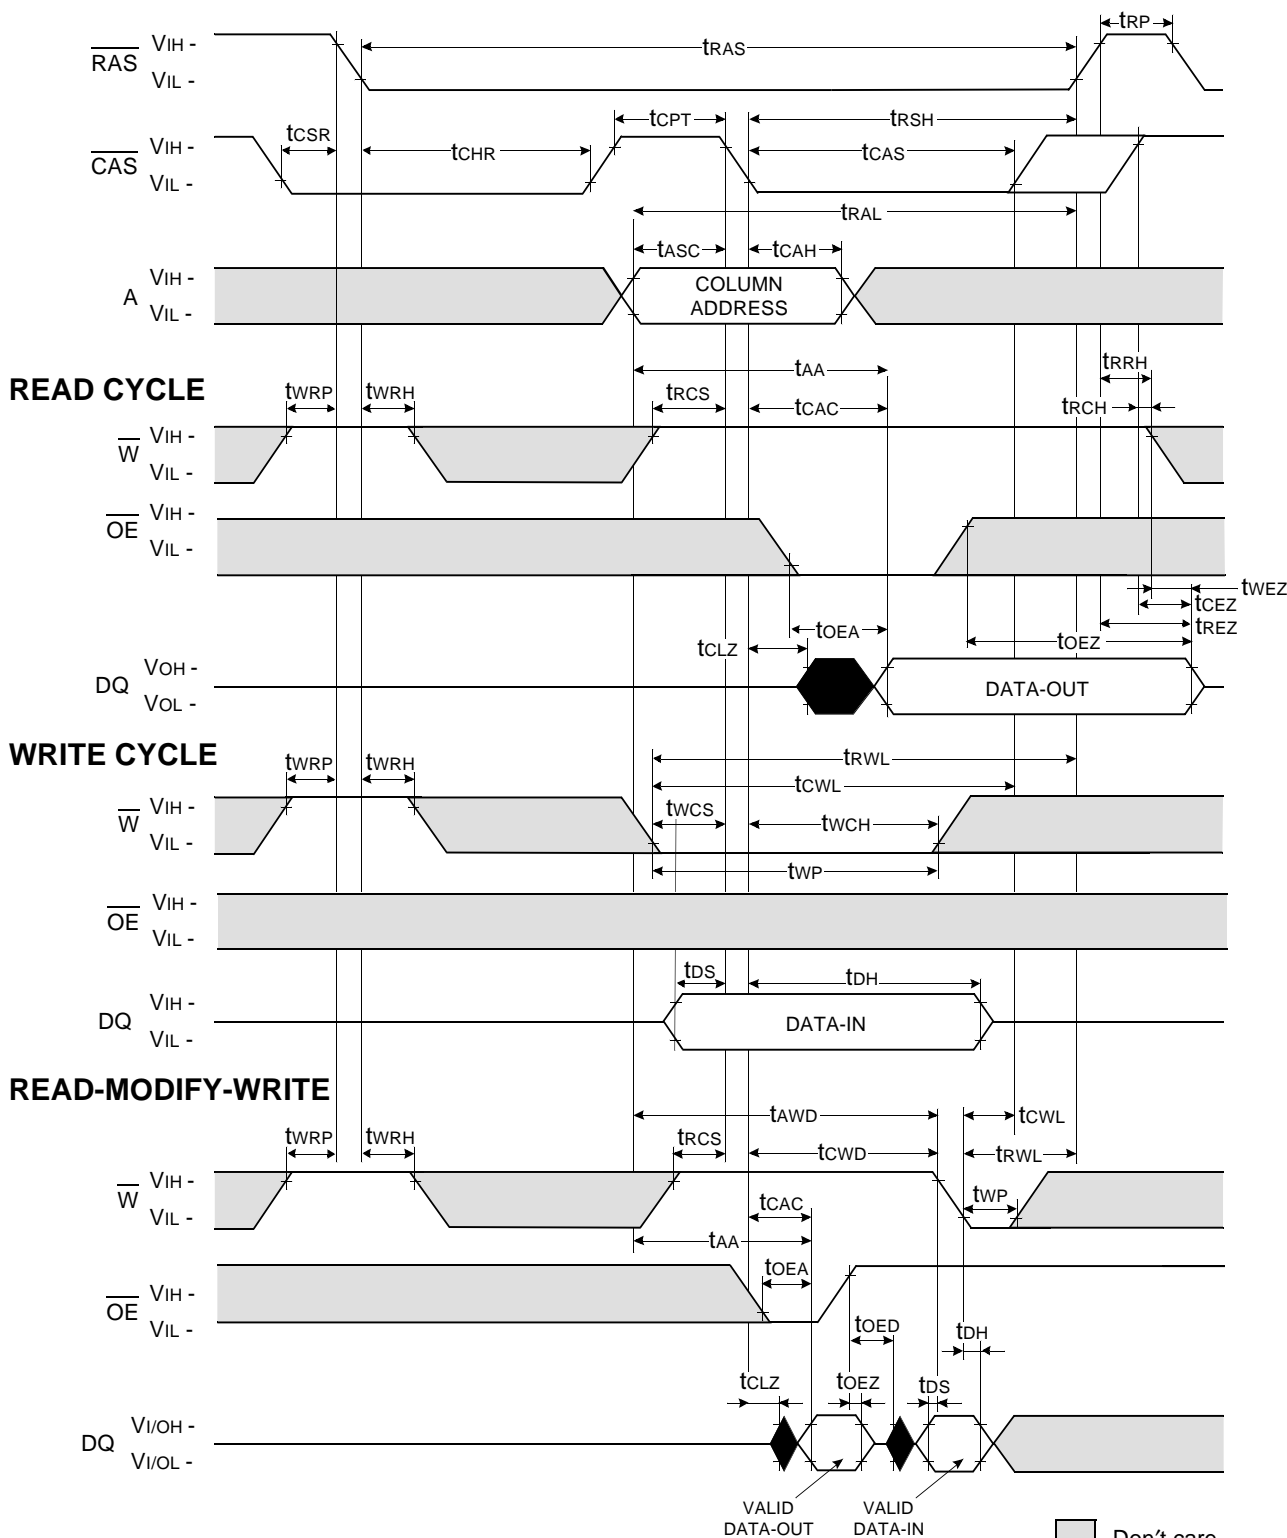 tRP
RAS VIH -
tRAS
VIL -
tCSR tCPT tRSH
CAS VIH -
tCHR tCAS
VIL -
tRAL
tASC tCAH
A VIH -
COLUMN
ADDRESS
VIL -
READ CYCLE
tAA tRRH
tWRP tWRH tRCS tCAC tRCH
W VIH -
VIL -
OE VIH -
VIL -
tWEZ
tCEZ
tREZ
tOEA tOEZ
tCLZ
DQ VOH -
VOL -
DATA-OUT
WRITE CYCLE
tRWL
tWRP tWRH tCWL
W VIH -
tWCS tWCH
VIL -
tWP
OE VIH -
VIL -
tDS tDH
DQ VIH -
DATA-IN
VIL -
READ-MODIFY-WRITE
tAWD tCWL
tWRP tWRH tRCS tCWD tRWL
W VIH -
tWP
VIL -
tCAC
tAA
tOEA
OE VIH -
VIL -
tOED tDH
tCLZ tOEZ tDS
DQ VI/OH -
VI/OL -
VALID
DATA-OUT
VALID
DATA-IN
Don't care